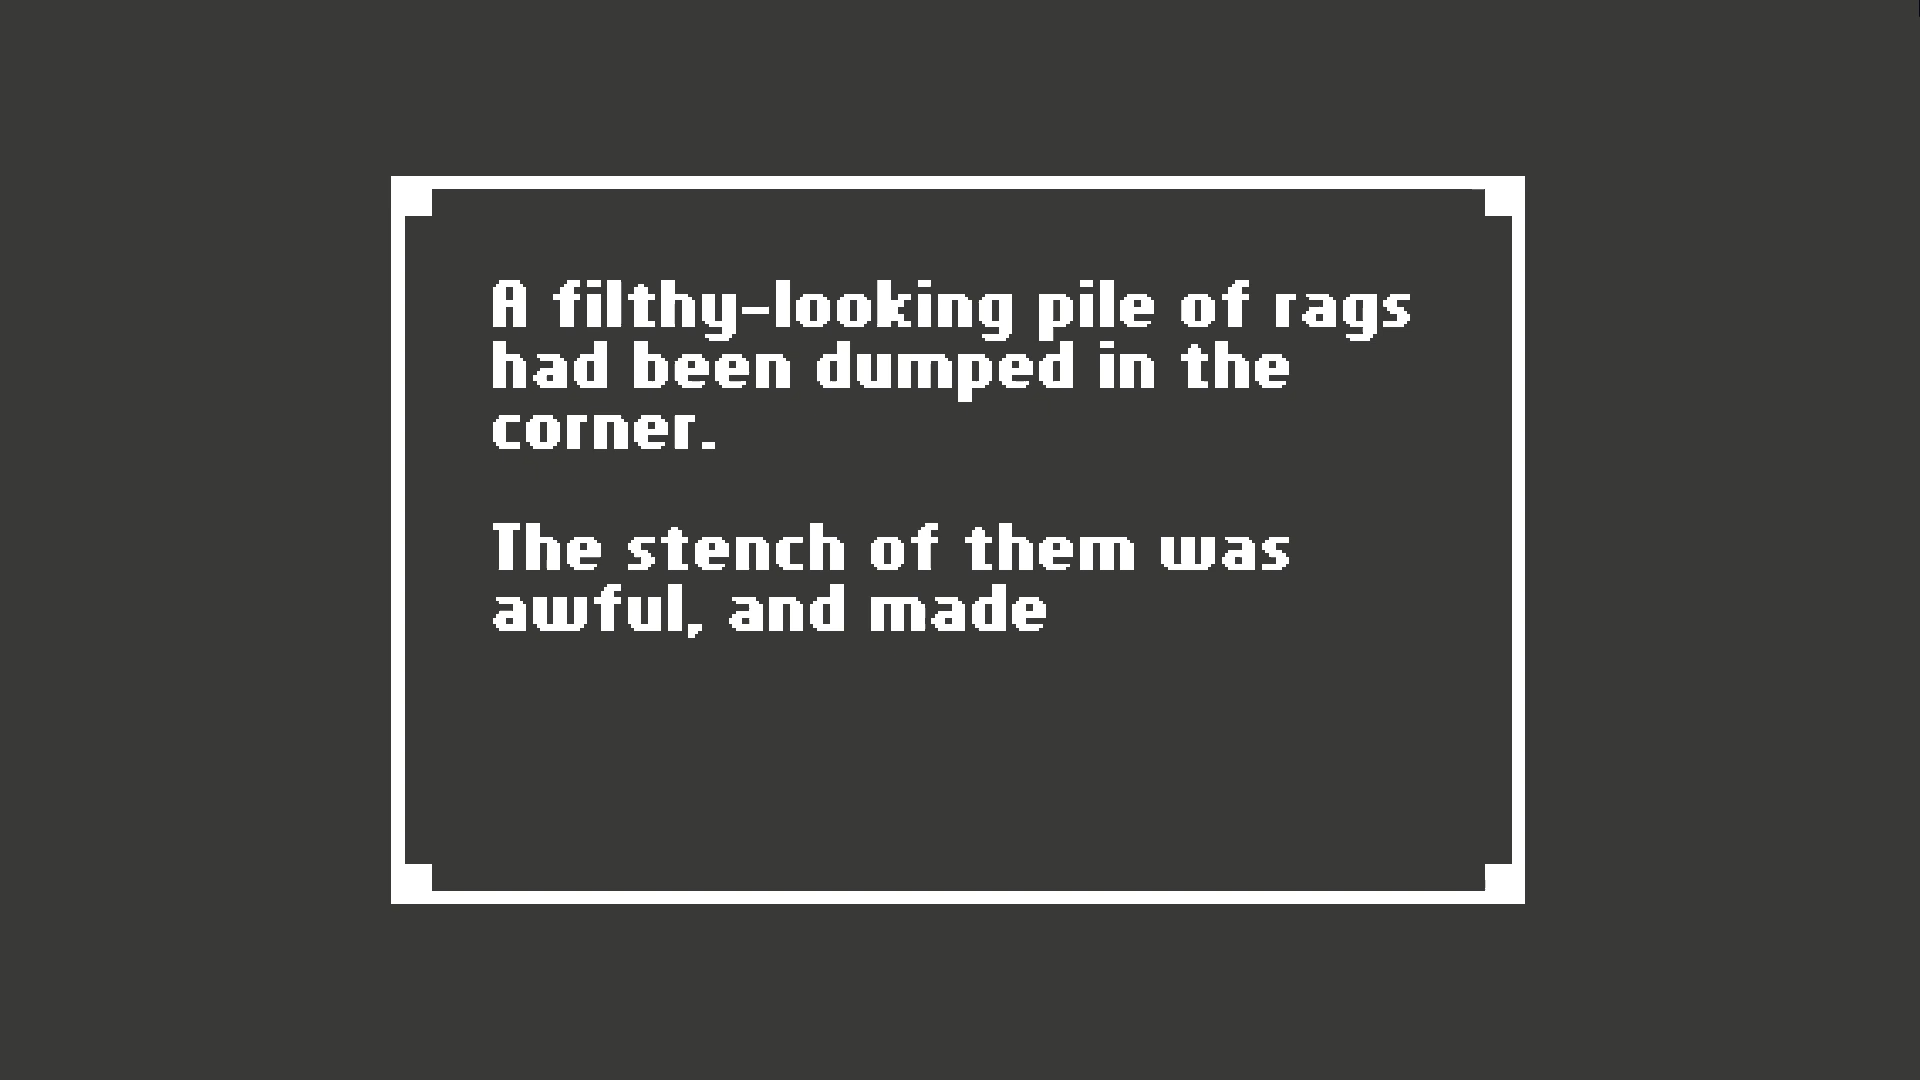 A filthy-looking pile of rags
had been dumped in the
corner.
The stench of them was
awful, and made